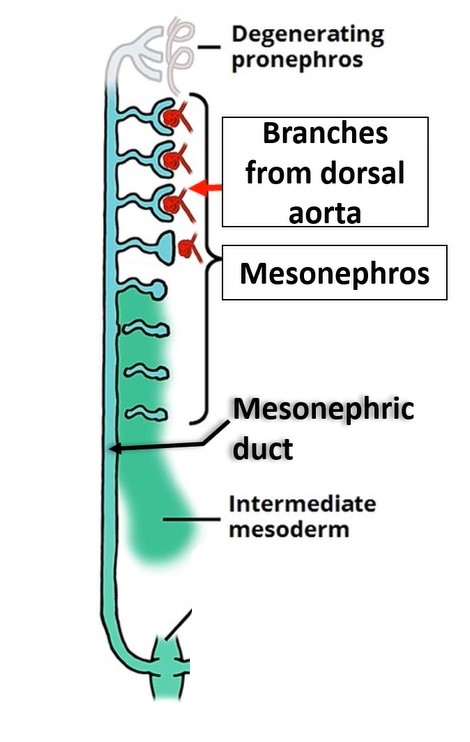 Degenerating
pronephros
Branches
from dorsal
aorta
Mesonephros
Mesonephric
duct
Intermediate
mesoderm